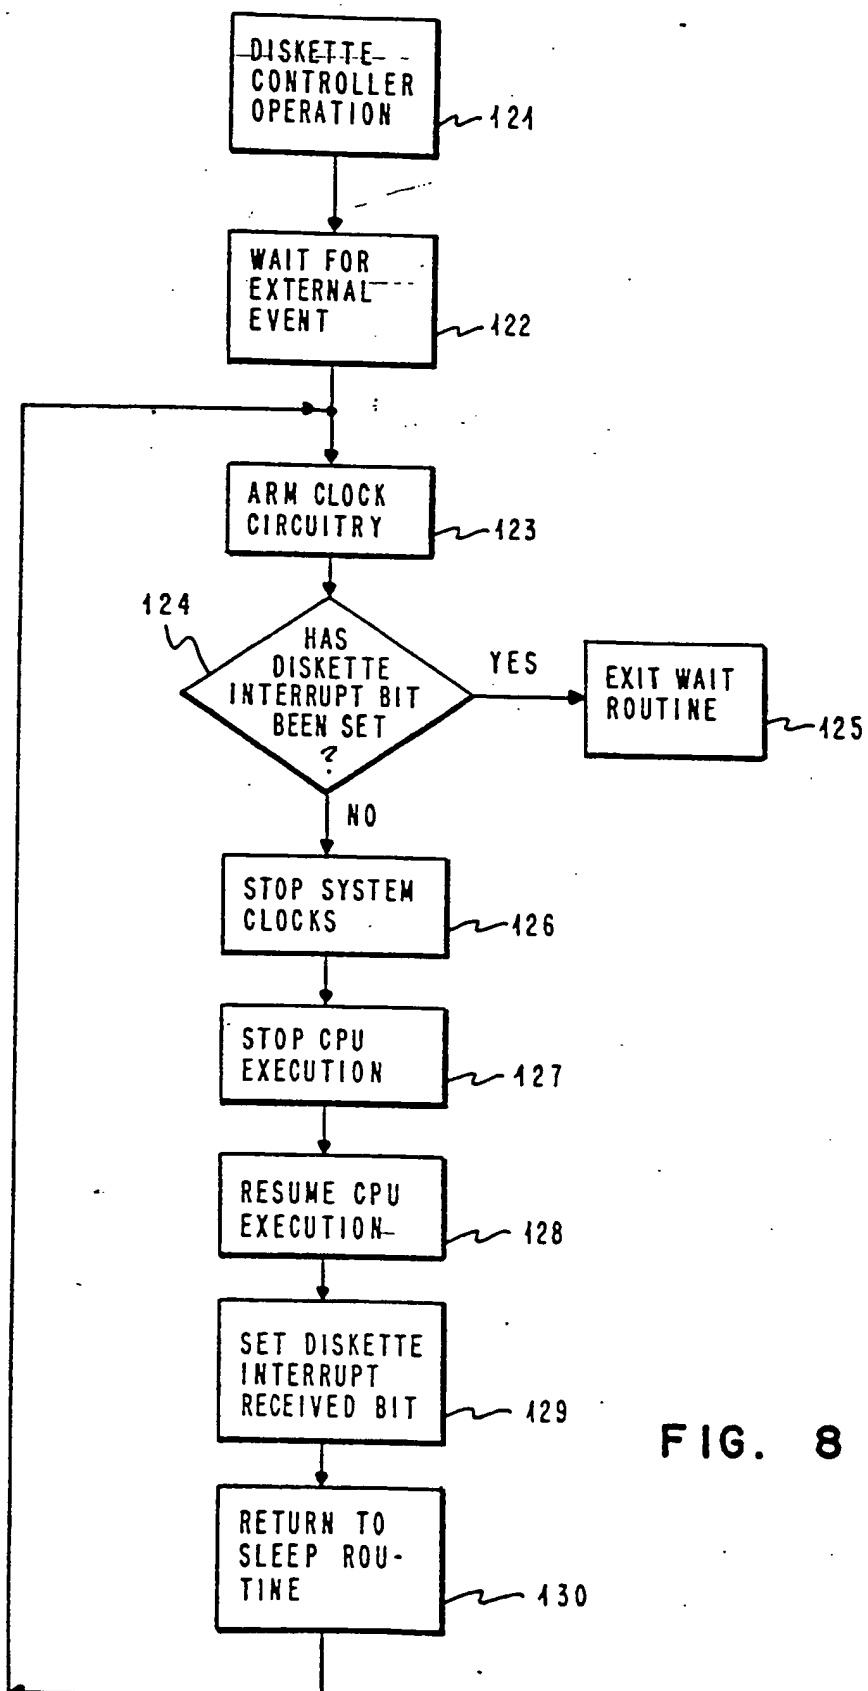 DISKETTE
CONTROLLER
OPERATION
121
WAIT FOR
EXTERNAL
EVENT
122
ARM CLOCK
CIRCUITRY
123
124
HAS
DISKETTE
INTERRUPT BIT
BEEN SET
?
YES
EXIT WAIT
ROUTINE
125
NO
STOP SYSTEM
CLOCKS
126
STOP CPU
EXECUTION
127
RESUME CPU
EXECUTION
128
SET DISKETTE
INTERRUPT
RECEIVED BIT
129
FIG. 8
RETURN TO
SLEEP ROU-
TINE
130